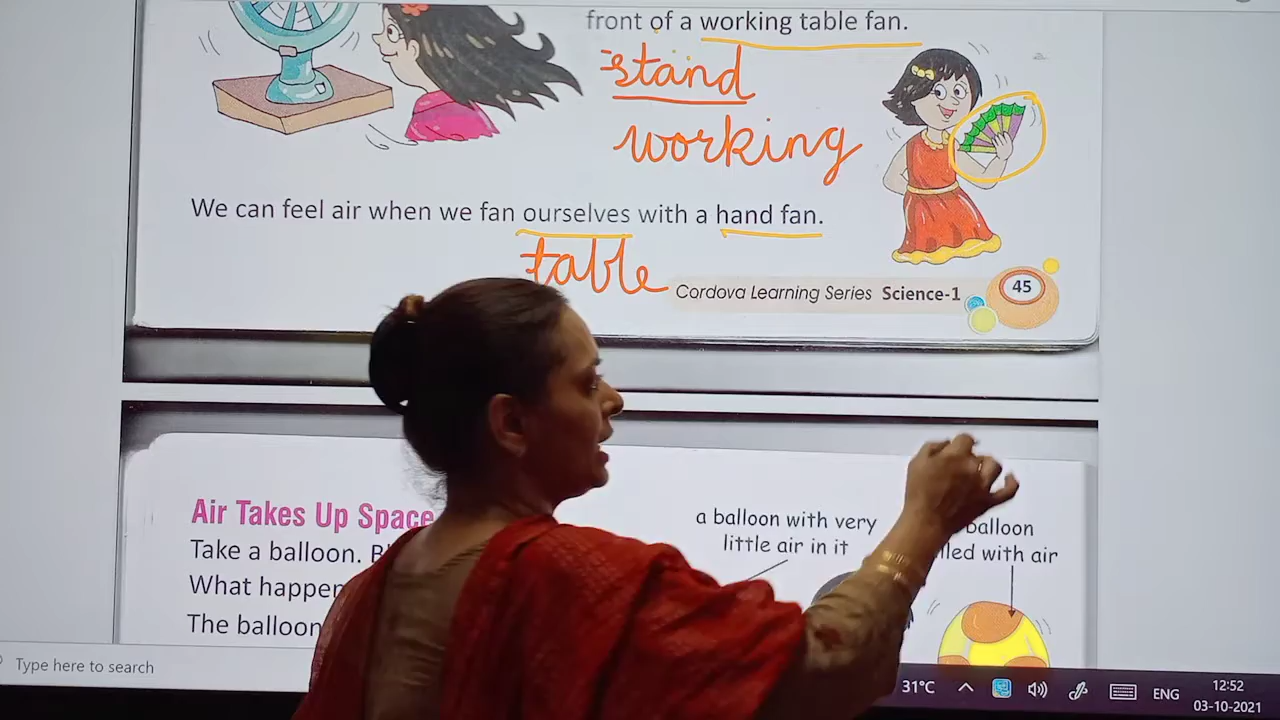 front of a working table fan.
stand
working
We can feel air when we fan ourselves with a hand fan.
table
Cordova Learning Series Science-1 45
Air Takes Up Space
Take a balloon.
What happen
The balloon
a balloon with very
little air in it
balloon
lled with air
Type here to search
31°C
ENG
12:52
03-10-2021